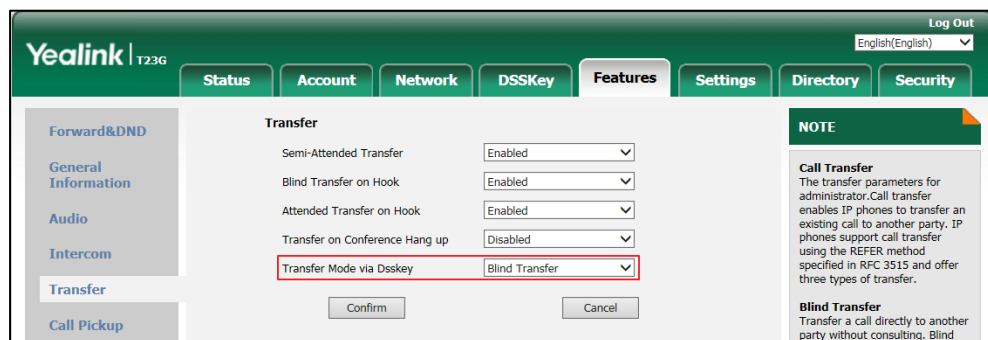 Log Out
Yealink T23G
English(English)
Status Account Network DSSKey Features Settings Directory Security
Forward&DND
General
Information
Audio
Intercom
Transfer
Call Pickup
Transfer
Semi-Attended Transfer Enabled
Blind Transfer on Hook Enabled
Attended Transfer on Hook Enabled
Transfer on Conference Hang up Disabled
Transfer Mode via Dsskey Blind Transfer
Confirm Cancel
NOTE
Call Transfer
The transfer parameters for
administrator.Call transfer
enables IP phones to transfer an
existing call to another party. IP
phones support call transfer
using the REFER method
specified in RFC 3515 and offer
three types of transfer.
Blind Transfer
Transfer a call directly to another
party without consulting. Blind